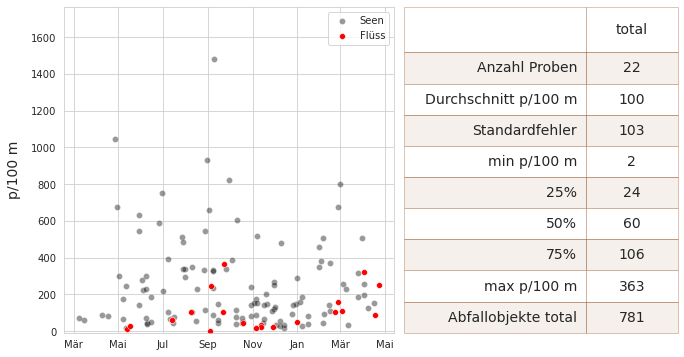 Seen
Flüss
p/100 m
1600
1400
1200
1000
800
600
400
200
0
Mär
Mai
Jul
Sep
Nov
Jan
Mär
Mai
total
Anzahl Proben 22
Durchschnitt p/100 m 100
Standardfehler 103
min p/100 m 2
25% 24
50% 60
75% 106
max p/100 m 363
Abfallobjekte total 781